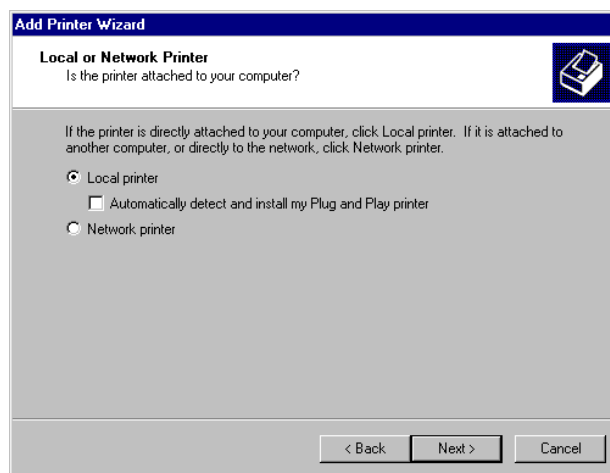 Add Printer Wizard
Local or Network Printer
Is the printer attached to your computer?
If the printer is directly attached to your computer, click Local printer.  If it is attached to
another computer, or directly to the network, click Network printer.
Local printer
Automatically detect and install my Plug and Play printer
Network printer
< Back
Next >
Cancel